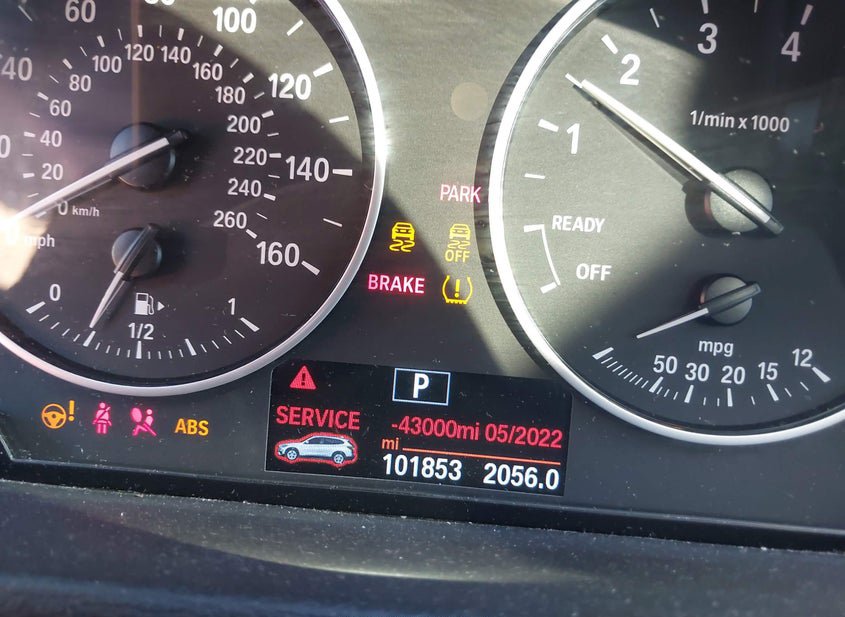 60 80 100 120 140 160
0 20 40 60 80 100 120 140 160 180 200 220 240 260
km/h
mph
0 1/2 1
1 2 3 4
1/min x 1000
READY
OFF
mpg
50 30 20 15 12
PARK
OFF
BRAKE
!
!
ABS
P
SERVICE
-43000mi 05/2022
mi
101853 2056.0